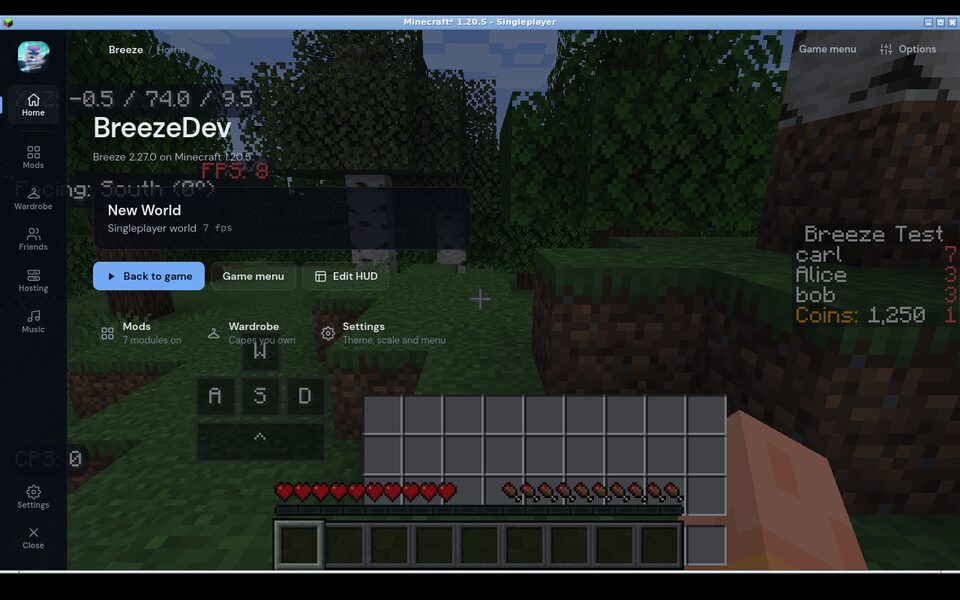 Minecraft* 1.20.5 - Singleplayer
Breeze / Home
Game menu
Options
-0.5 / 74.0 / 9.5
Home
BreezeDev
Breeze 2.27.0 on Minecraft 1.20.5
FPS: 8
Mods
Facing: South (0°)
Wardrobe
New World
Singleplayer world 7 fps
Friends
Breeze Test
carl 7
Alice 3
bob 3
Coins: 1,250 1
Back to game
Game menu
Edit HUD
Hosting
Music
Mods
7 modules on
Wardrobe
Capes you own
Settings
Theme, scale and menu
W
A
S
D
^
CPS: 0
Settings
Close